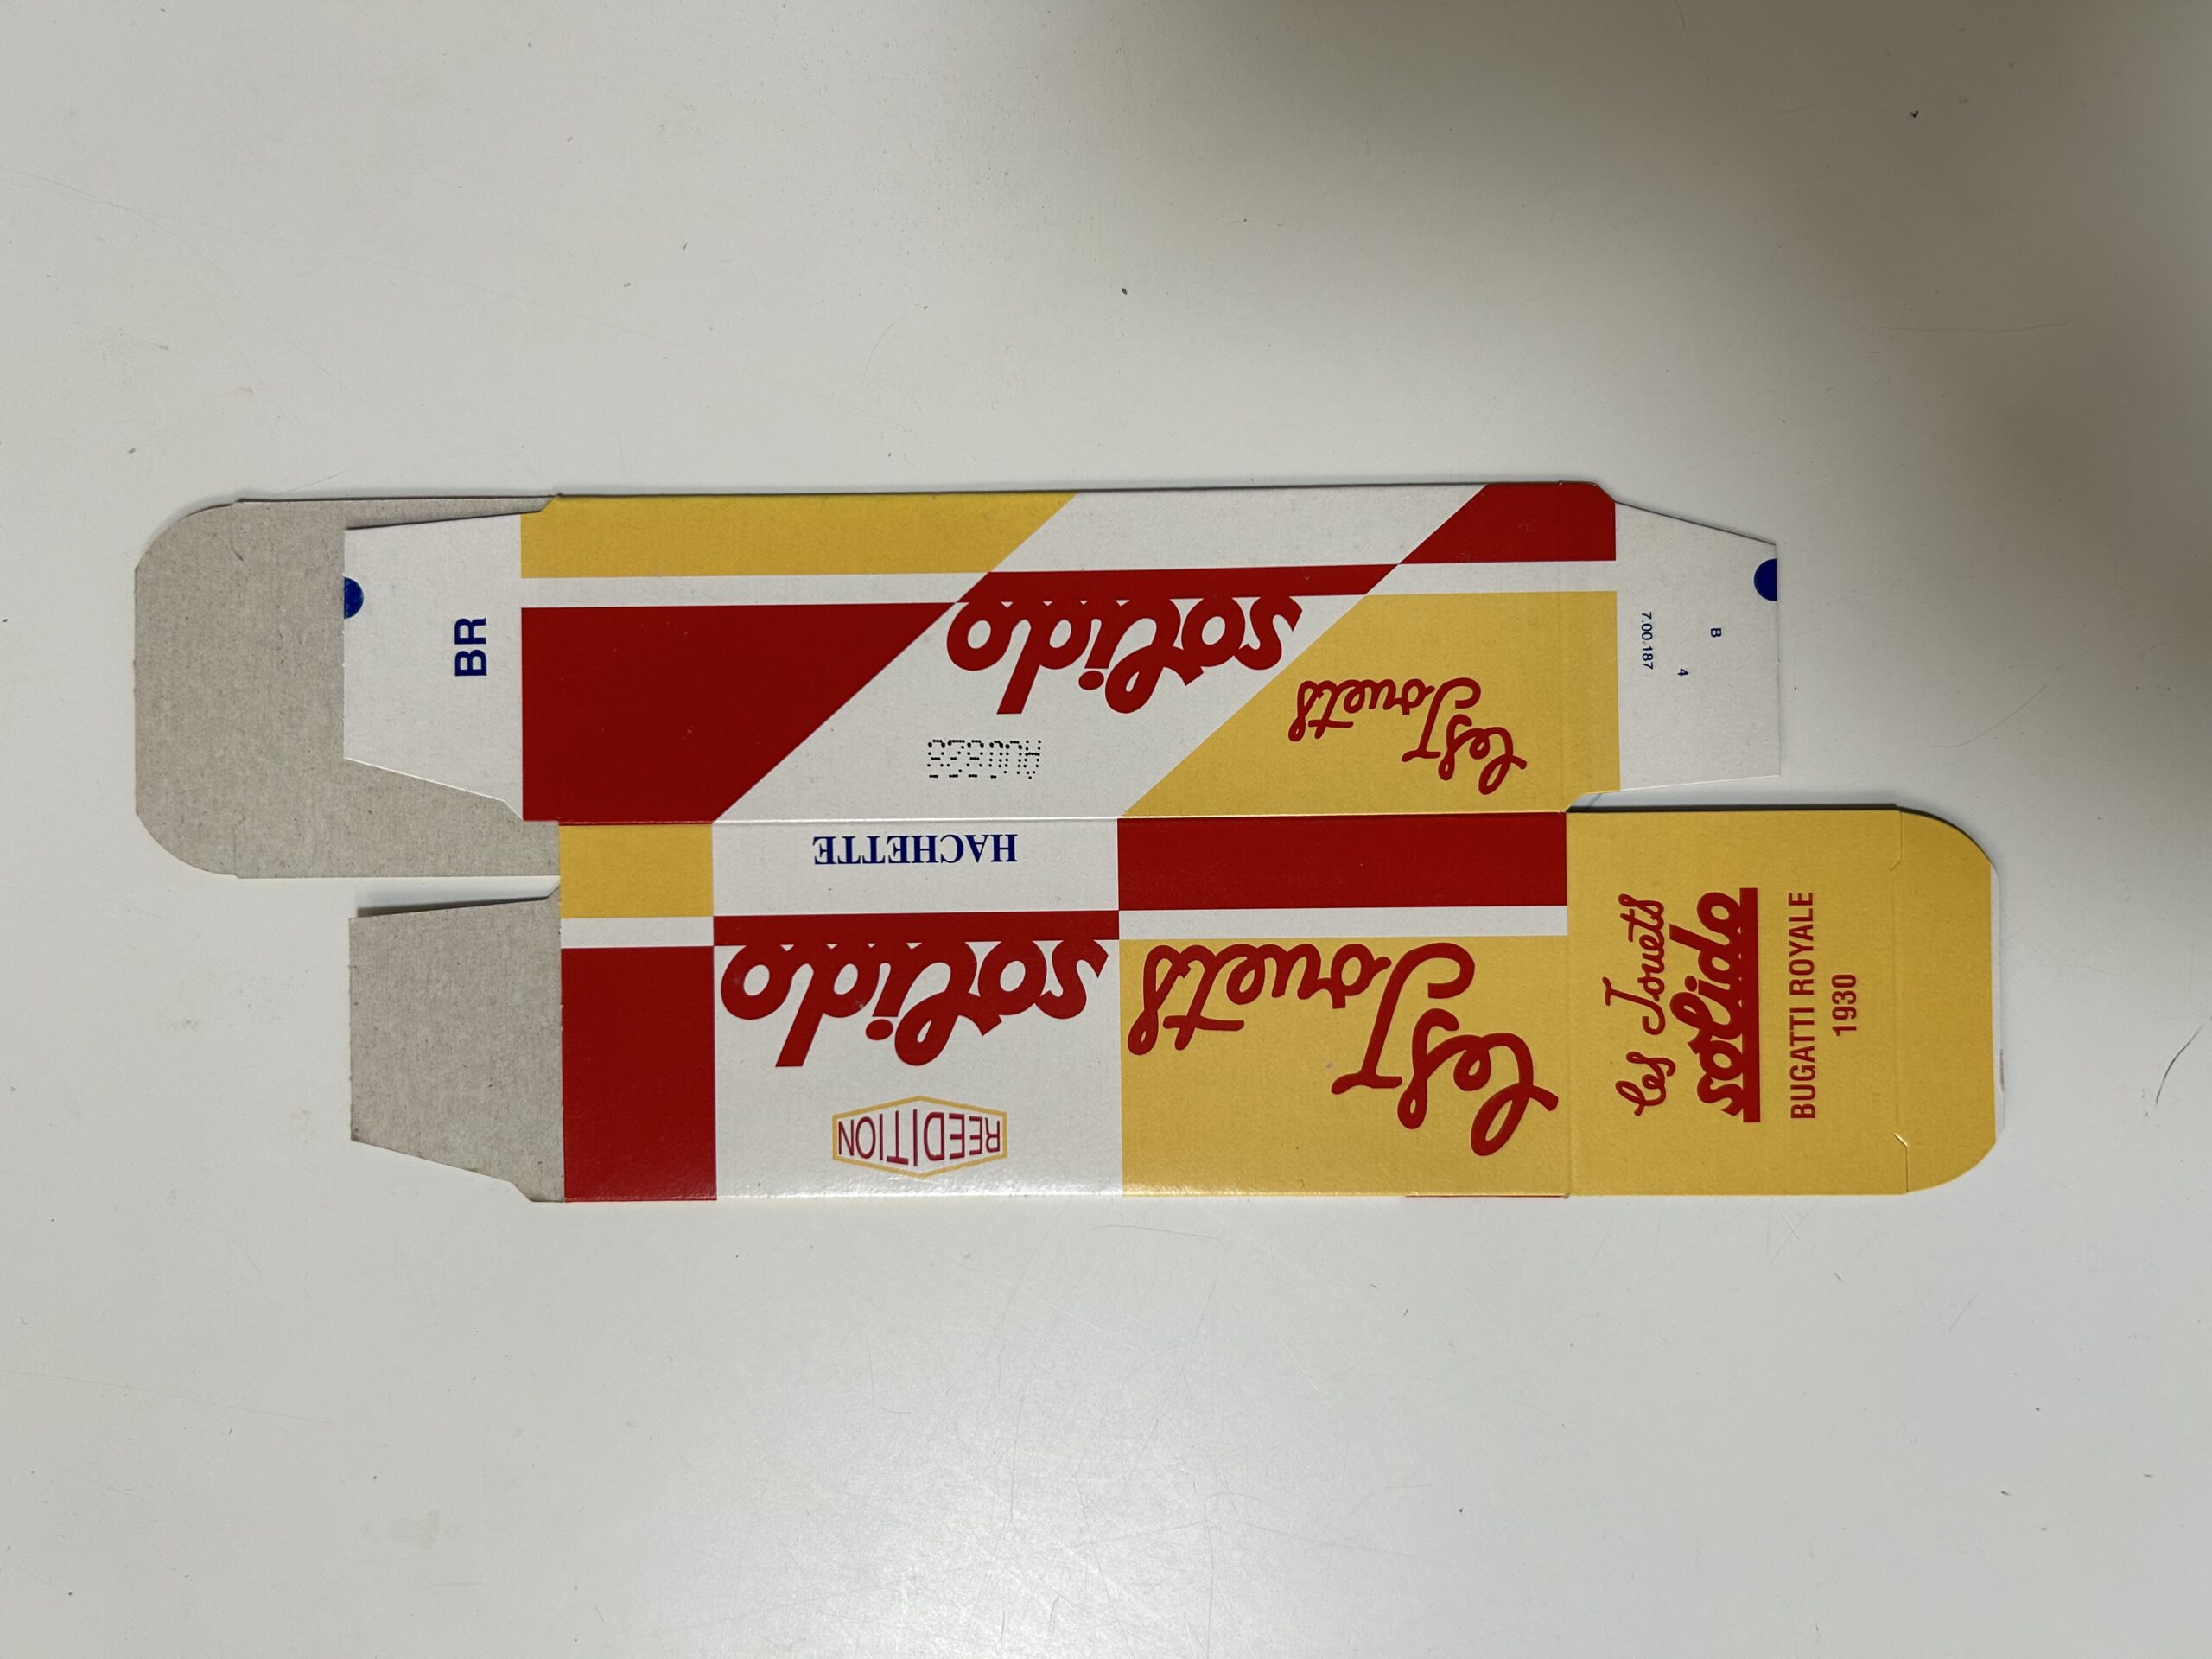 BR
solido
Les Jouets
HACHETTE
solido
Les Jouets
REEDITION
7.00.187
4
B
Les Jouets
solido
BUGATTI ROYALE
1930